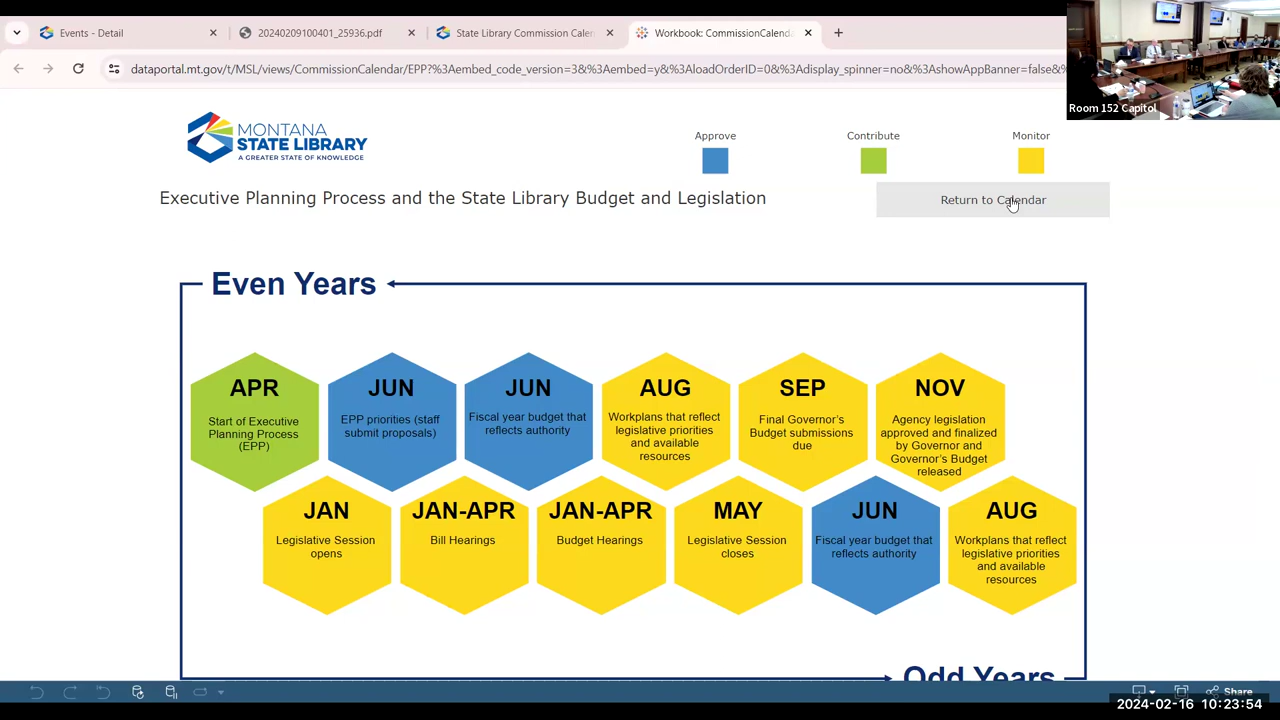 Events - Detail
20240209100401_25936.pdf
State Library Commission Calen
Workbook: CommissionCalenda
dataportal.mt.gov/t/MSL/views/CommissionCalendar/EPP?%3Aembed_code_version=3&%3Aembed=y&%3AloadOrderID=0&%3Adisplay_spinner=no&%3AshowAppBanner=false&
Room 152 Capitol
MONTANA
STATE LIBRARY
A GREATER STATE OF KNOWLEDGE
Approve
Contribute
Monitor
Executive Planning Process and the State Library Budget and Legislation
Return to Calendar
Even Years
APR
Start of Executive
Planning Process
(EPP)
JUN
EPP priorities (staff
submit proposals)
JUN
Fiscal year budget that
reflects authority
AUG
Workplans that reflect
legislative priorities
and available
resources
SEP
Final Governor's
Budget submissions
due
NOV
Agency legislation
approved and finalized
by Governor and
Governor's Budget
released
JAN
Legislative Session
opens
JAN-APR
Bill Hearings
JAN-APR
Budget Hearings
MAY
Legislative Session
closes
JUN
Fiscal year budget that
reflects authority
AUG
Workplans that reflect
legislative priorities
and available
resources
Odd Years
Share
2024-02-16 10:23:54